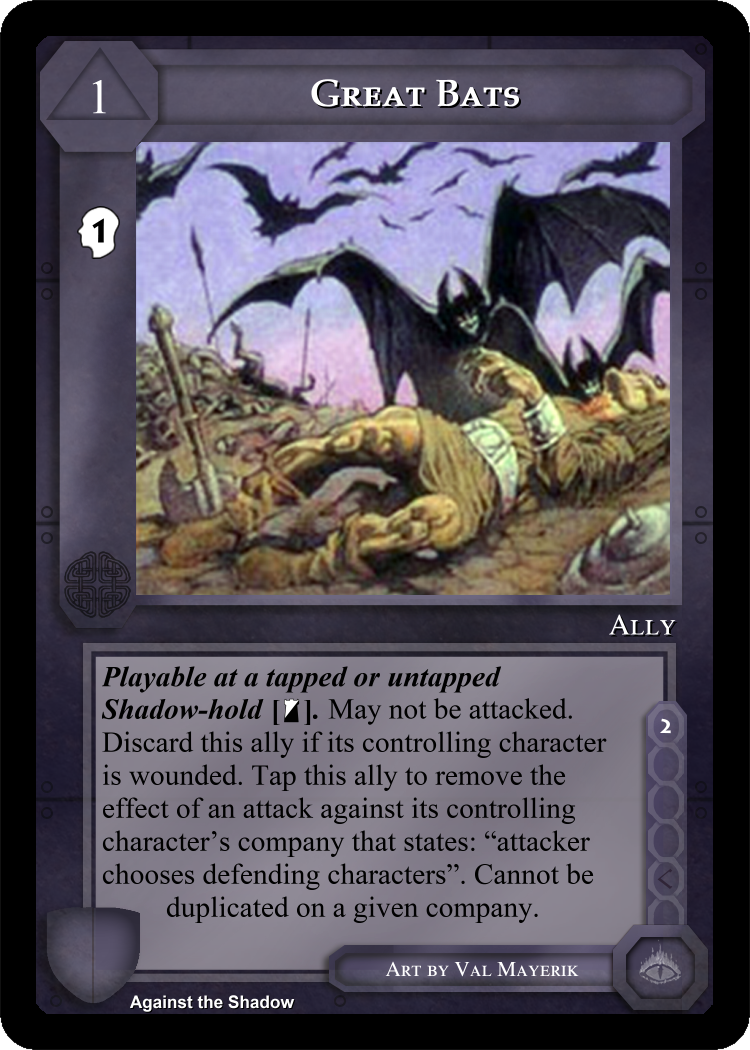 1
Great Bats
1
Ally
Playable at a tapped or untapped
Shadow-hold [ ]. May not be attacked.
Discard this ally if its controlling character
is wounded. Tap this ally to remove the
effect of an attack against its controlling
character’s company that states: “attacker
chooses defending characters”. Cannot be
duplicated on a given company.
2
<
Art by Val Mayerik
Against the Shadow